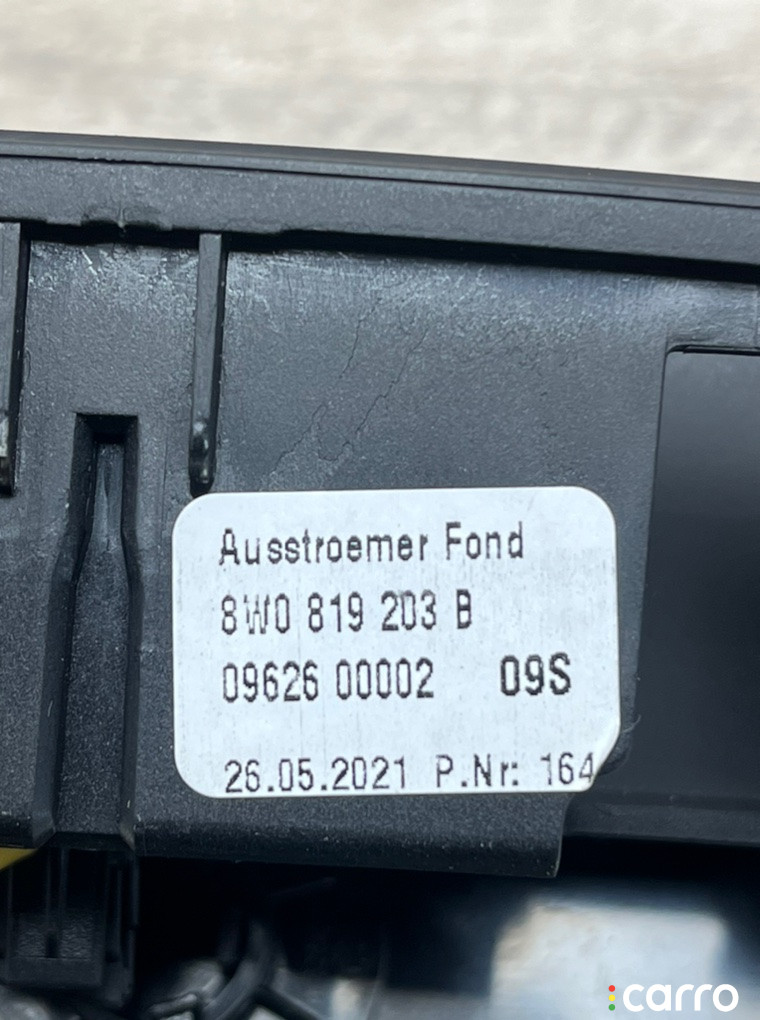 Ausstroemer Fond
8W0 819 203 B
09626 00002 09S
26.05.2021 P.Nr: 164
carro